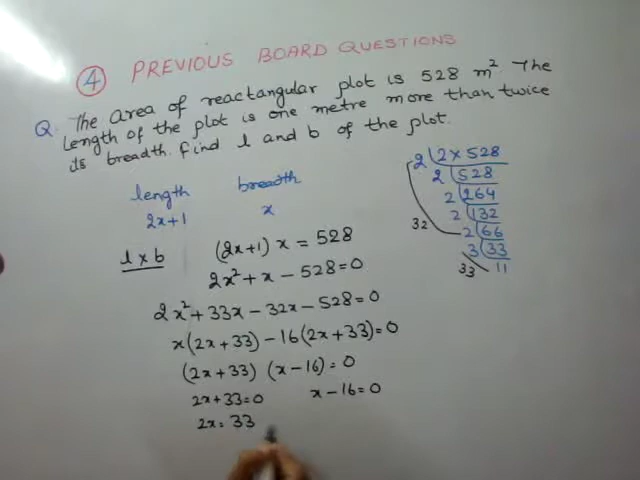 4 PREVIOUS BOARD QUESTIONS
Q. The area of reactangular plot is 528 m². The
length of the plot is one metre more than twice
its breadth. find l and b of the plot.
length breadth
2x+1 x
l x b
(2x+1) x = 528
2x² + x - 528 = 0
2x² + 33x - 32x - 528 = 0
x(2x + 33) - 16(2x + 33) = 0
(2x + 33) (x - 16) = 0
2x + 33 = 0 x - 16 = 0
2x = 33
2 2 x 528
2 528
2 264
2 132
2 66
3 33
11
32
33